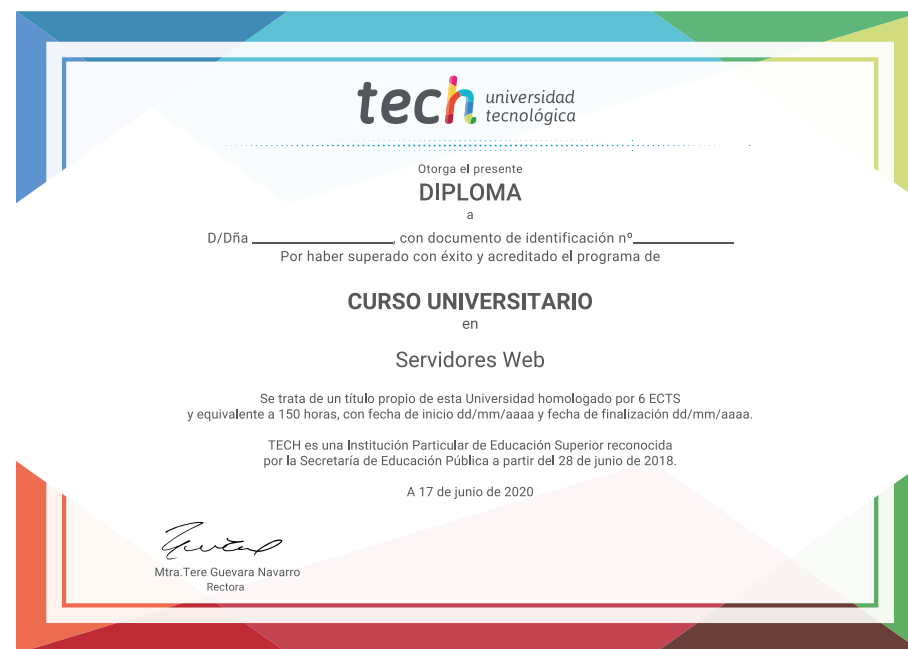 tech universidad
tecnológica
Otorga el presente
DIPLOMA
a
D/Dña ____________________, con documento de identificación nº______________
Por haber superado con éxito y acreditado el programa de
CURSO UNIVERSITARIO
en
Servidores Web
Se trata de un título propio de esta Universidad homologado por 6 ECTS
y equivalente a 150 horas, con fecha de inicio dd/mm/aaaa y fecha de finalización dd/mm/aaaa.
TECH es una Institución Particular de Educación Superior reconocida
por la Secretaría de Educación Pública a partir del 28 de junio de 2018.
A 17 de junio de 2020
Mtra.Tere Guevara Navarro
Rectora